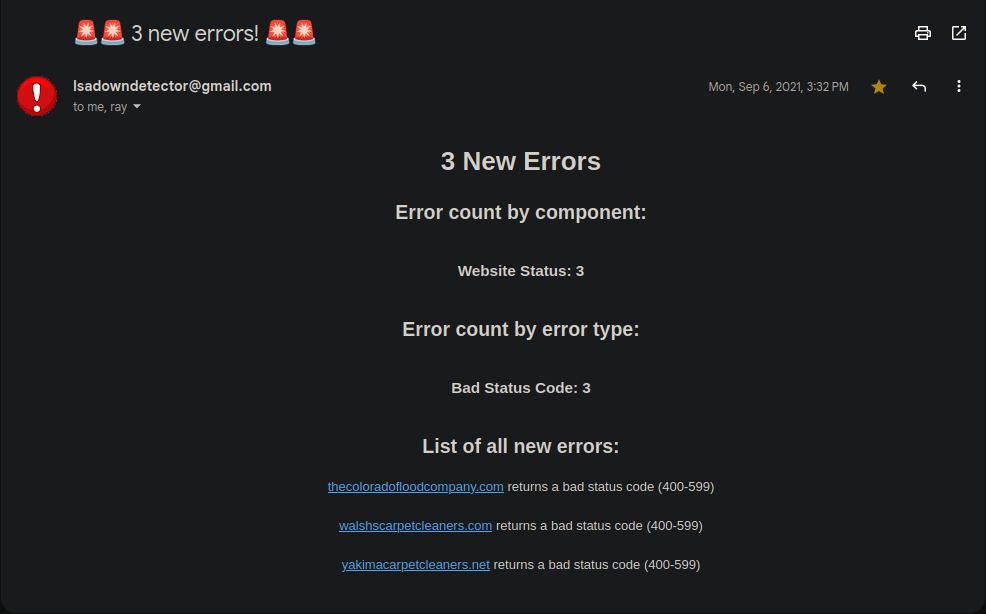 🚨🚨 3 new errors! 🚨🚨
lsadowndetector@gmail.com
Mon, Sep 6, 2021, 3:32 PM
to me, ray
3 New Errors
Error count by component:
Website Status: 3
Error count by error type:
Bad Status Code: 3
List of all new errors:
thecoloradofloodcompany.com returns a bad status code (400-599)
walshscarpetcleaners.com returns a bad status code (400-599)
yakimacarpetcleaners.net returns a bad status code (400-599)